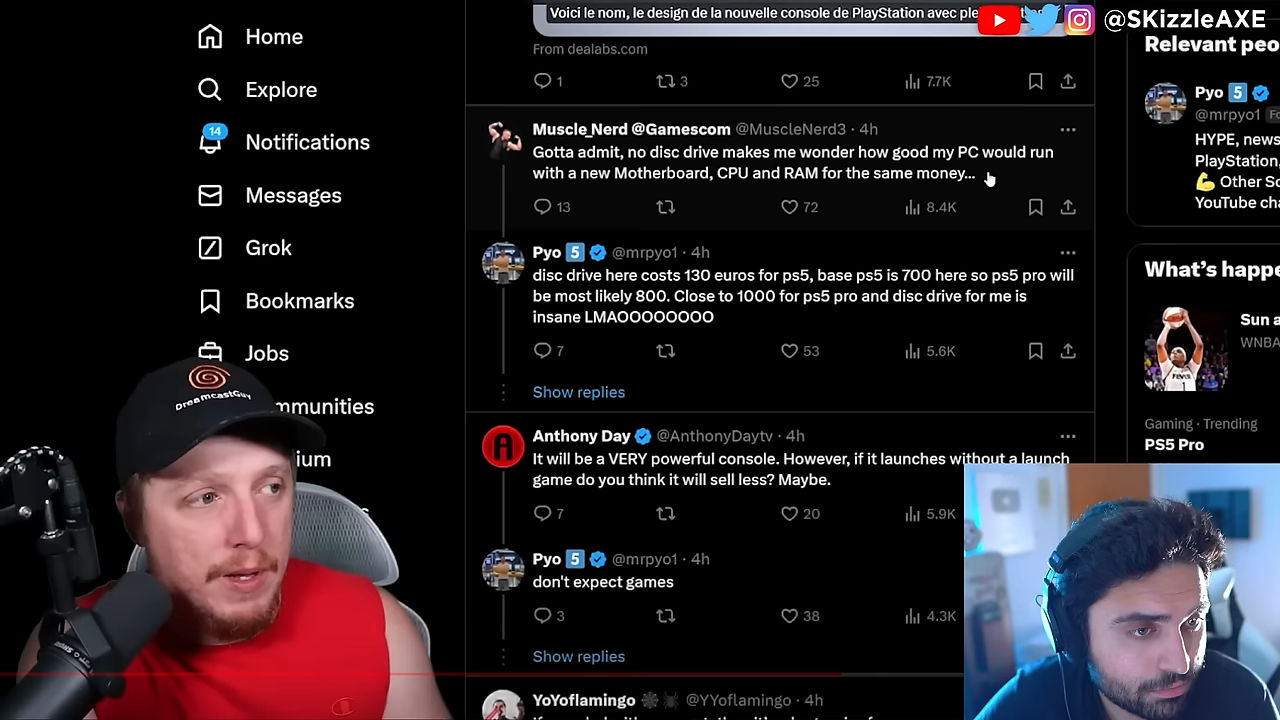 Voici le nom, le design de la nouvelle console de PlayStation avec
@SKizzleAXE
From dealabs.com
1 3 25 7.7K
Home
Explore
14
Notifications
Messages
Grok
Bookmarks
Jobs
Muscle_Nerd @Gamescom @MuscleNerd3 · 4h
Gotta admit, no disc drive makes me wonder how good my PC would run
with a new Motherboard, CPU and RAM for the same money...
13 72 8.4K
Pyo 5 @mrpyo1 · 4h
disc drive here costs 130 euros for ps5, base ps5 is 700 here so ps5 pro will
be most likely 800. Close to 1000 for ps5 pro and disc drive for me is
insane LMAOOOOOOOO
7 53 5.6K
Show replies
Anthony Day @AnthonyDaytv · 4h
It will be a VERY powerful console. However, if it launches without a launch
game do you think it will sell less? Maybe.
7 20 5.9K
Pyo 5 @mrpyo1 · 4h
don't expect games
3 38 4.3K
Show replies
YoYoflamingo @YYoflamingo · 4h
Relevant peo
Pyo 5
@mrpyo1
HYPE, news
PlayStation,
Other So
YouTube cha
What's happe
Sun a
WNBA
Gaming · Trending
PS5 Pro
DreamcastGuy